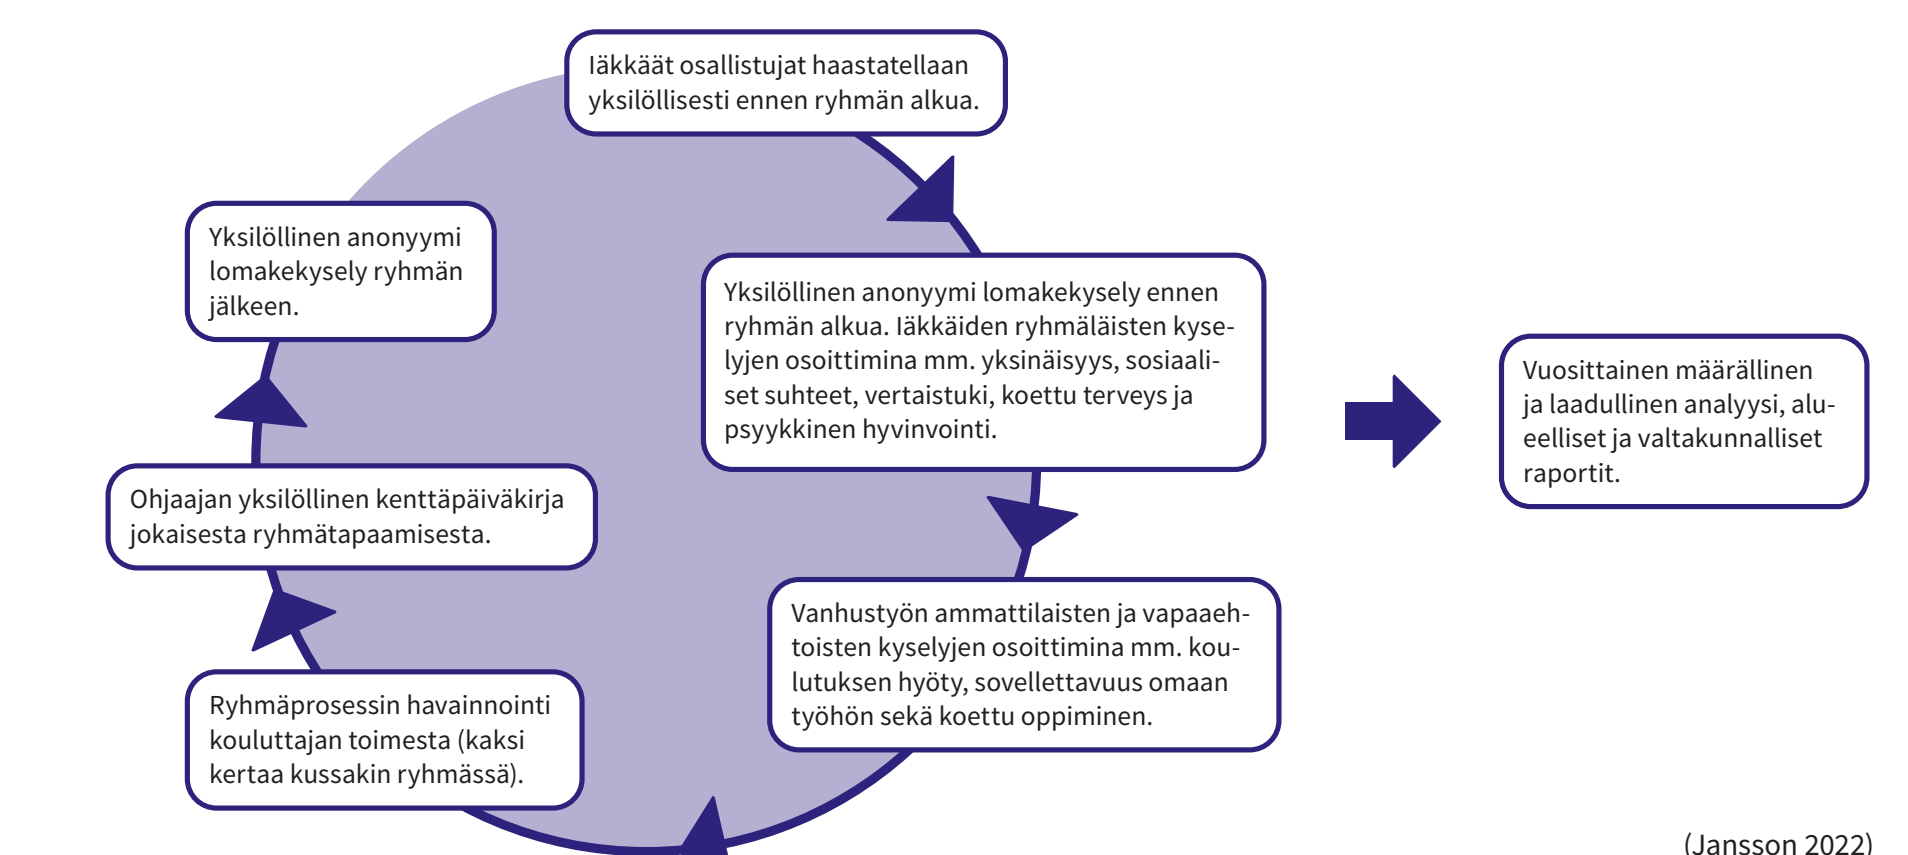 Iäkkäät osallistujat haastatellaan
yksilöllisesti ennen ryhmän alkua.
Yksilöllinen anonyymi lomakekysely ennen
ryhmän alkua. Iäkkäiden ryhmäläisten kyse-
lyjen osoittimina mm. yksinäisyys, sosiaali-
set suhteet, vertaistuki, koettu terveys ja
psyykkinen hyvinvointi.
Vanhustyön ammattilaisten ja vapaaeh-
toisten kyselyjen osoittimina mm. kou-
lutuksen hyöty, sovellettavuus omaan
työhön sekä koettu oppiminen.
Ryhmäprosessin havainnointi
kouluttajan toimesta (kaksi
kertaa kussakin ryhmässä).
Ohjaajan yksilöllinen kenttäpäiväkirja
jokaisesta ryhmätapaamisesta.
Yksilöllinen anonyymi
lomakekysely ryhmän
jälkeen.
Vuosittainen määrällinen
ja laadullinen analyysi, alu-
eelliset ja valtakunnalliset
raportit.
(Jansson 2022)